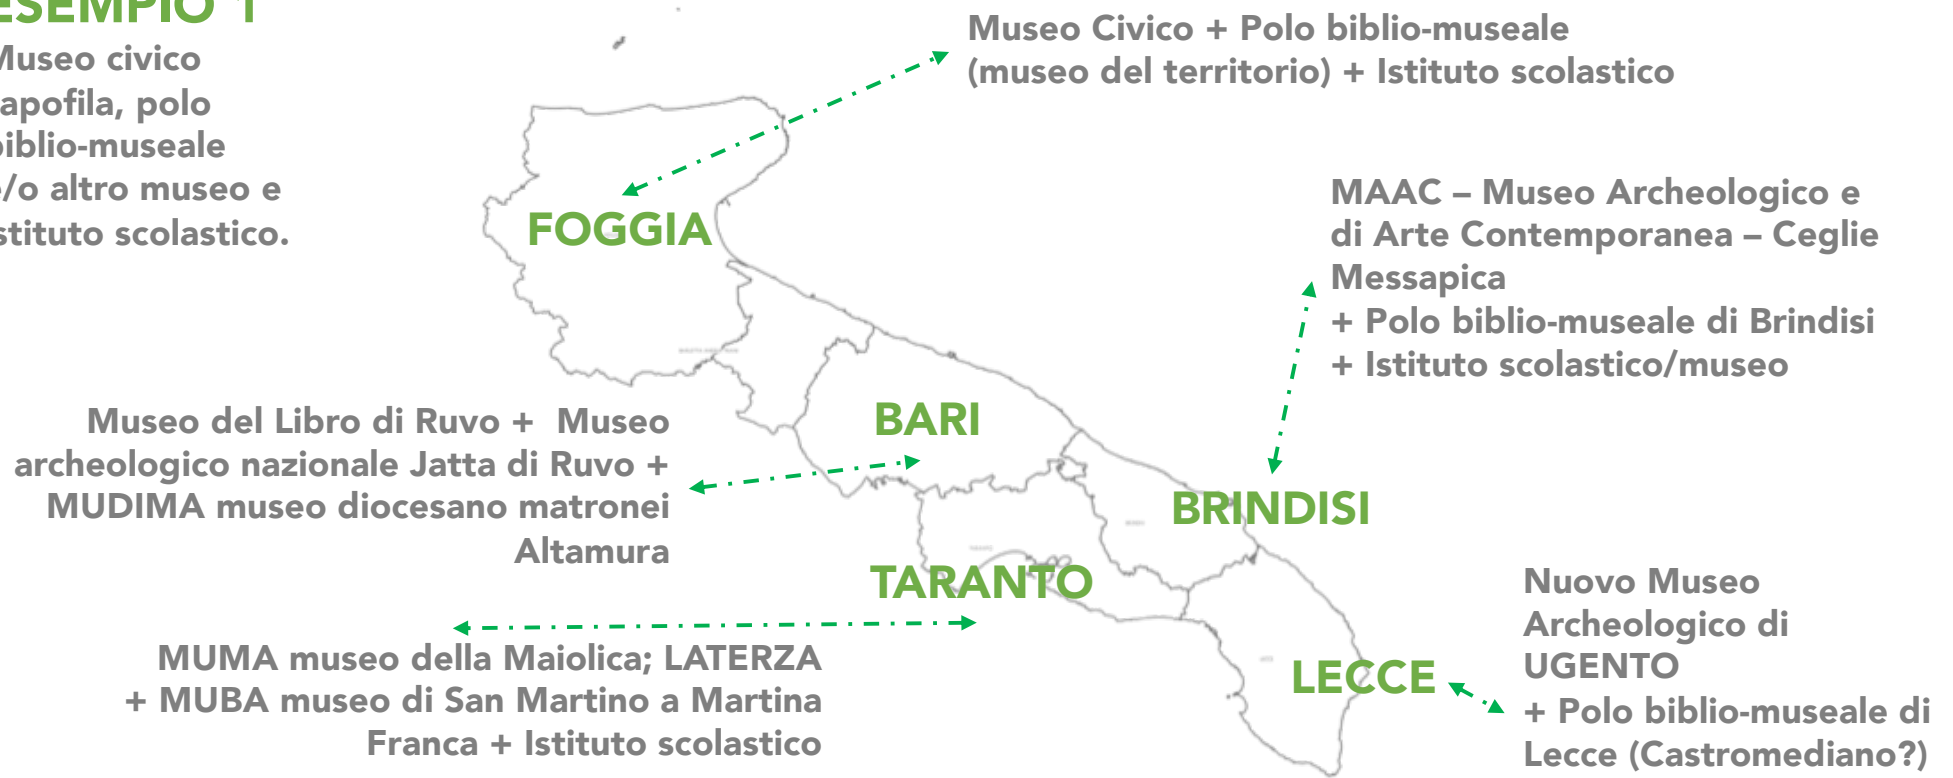 ESEMPIO 1
Museo civico
capofila, polo
biblio-museale
e/o altro museo e
istituto scolastico.
Museo Civico + Polo biblio-museale
(museo del territorio) + Istituto scolastico
FOGGIA
MAAC – Museo Archeologico e
di Arte Contemporanea – Ceglie
Messapica
+ Polo biblio-museale di Brindisi
+ Istituto scolastico/museo
BARI
Museo del Libro di Ruvo + Museo
archeologico nazionale Jatta di Ruvo +
MUDIMA museo diocesano matronei
Altamura
BRINDISI
TARANTO
MUMA museo della Maiolica; LATERZA
+ MUBA museo di San Martino a Martina
Franca + Istituto scolastico
LECCE
Nuovo Museo
Archeologico di
UGENTO
+ Polo biblio-museale di
Lecce (Castromediano?)